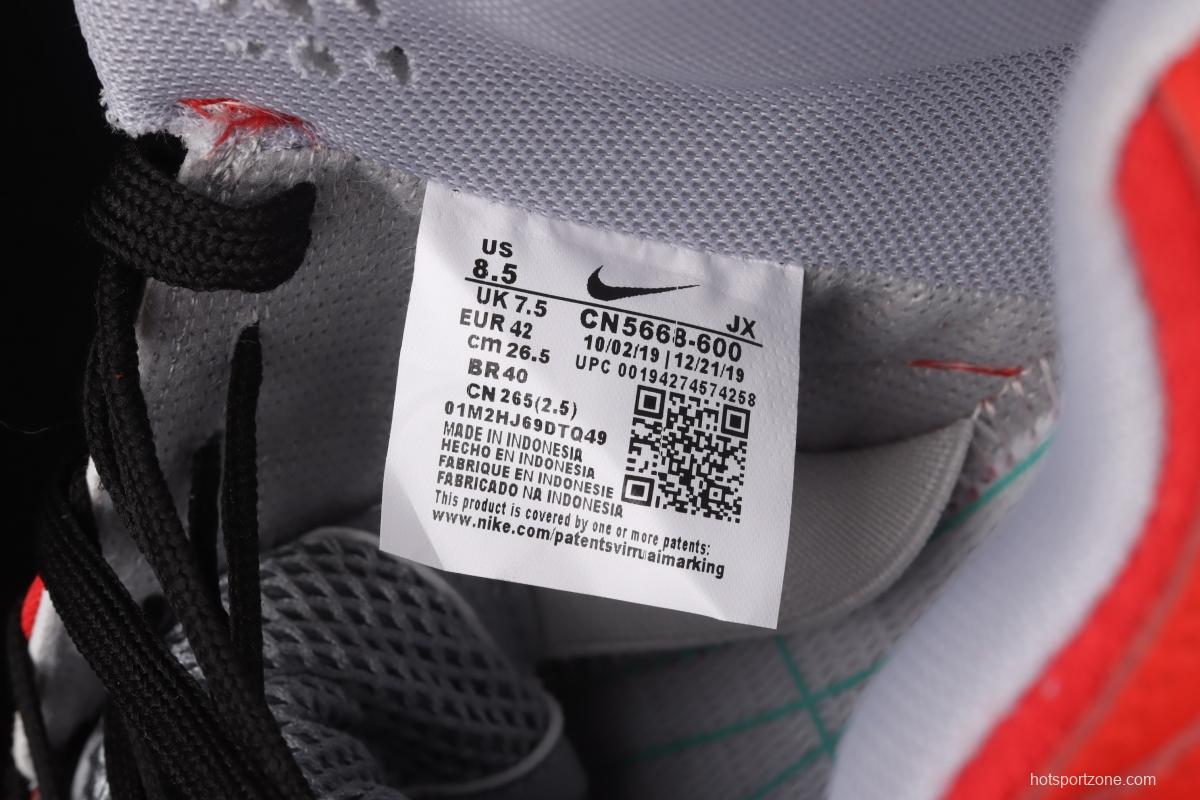 US
8.5
UK 7.5
EUR 42
cm 26.5
BR 40
CN 265(2.5)
JX
CN5668-600
10/02/19 | 12/21/19
UPC 00194274574258
01M2HJ69DTQ49
MADE IN INDONESIA
HECHO EN INDONESIA
FABRIQUE EN INDONESIE
FABRICADO NA INDONESIA
This product is covered by one or more patents:
www.nike.com/patentsvirruaimarking
hotsportzone.com